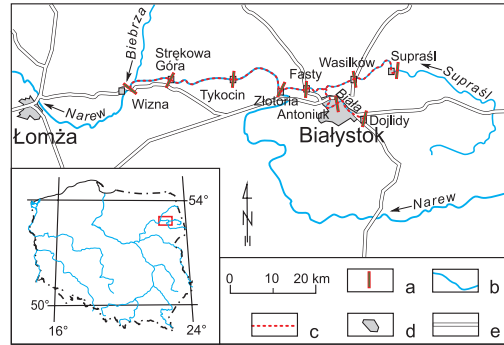 Biebrza
Strękowa
Góra
Wasilków
Supraśl
Fasty
Supraśl
Tykocin
Wizna
Narew
Złotoria
Antoniuk
Biała
Dojlidy
Łomża
Białystok
Narew
N
54°
50°
16°
24°
0 10 20 km
a
b
c
d
e